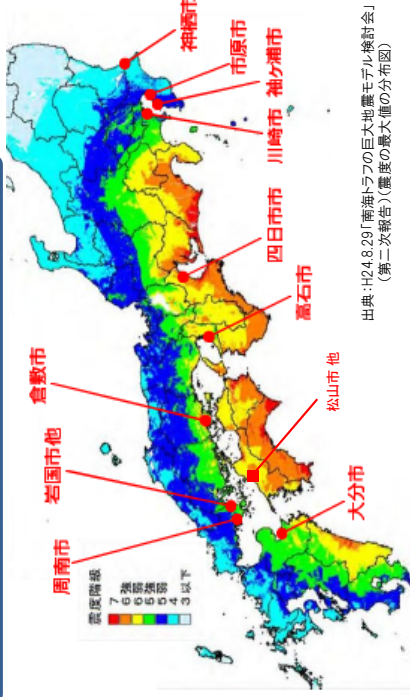 神栖市
市原市
袖ヶ浦市
川崎市
四日市市
高石市
倉敷市
岩国市他
周南市
松山市 他
大分市
震度階級
7
6強
6弱
5強
5弱
4
3以下
出典:H24.8.29「南海トラフの巨大地震モデル検討会」
(第二次報告)(震度の最大値の分布図)